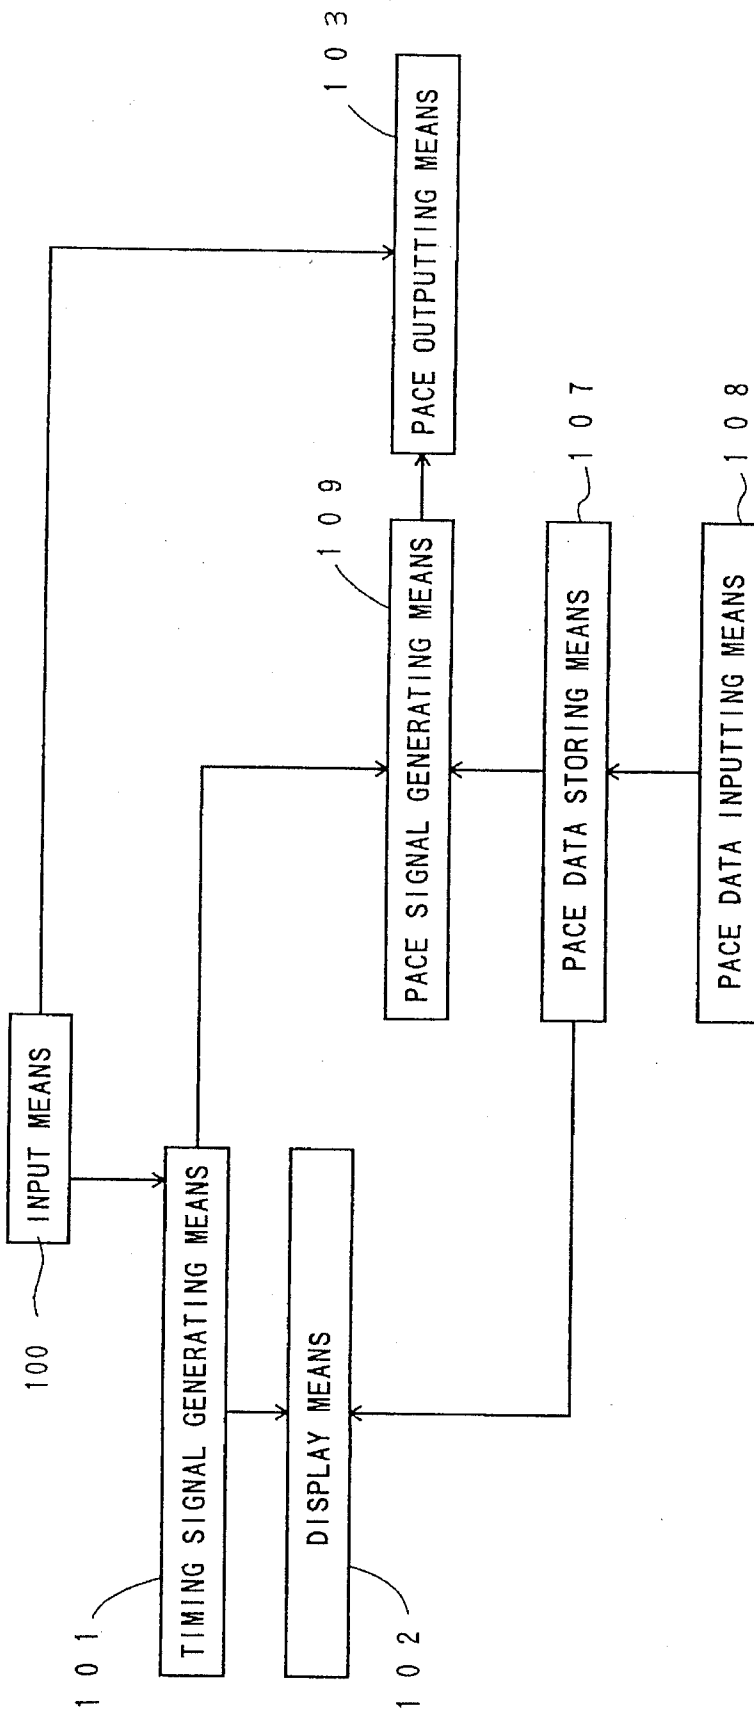 100
INPUT MEANS
101
TIMING SIGNAL GENERATING MEANS
102
DISPLAY MEANS
103
PACE OUTPUTTING MEANS
109
PACE SIGNAL GENERATING MEANS
107
PACE DATA STORING MEANS
108
PACE DATA INPUTTING MEANS